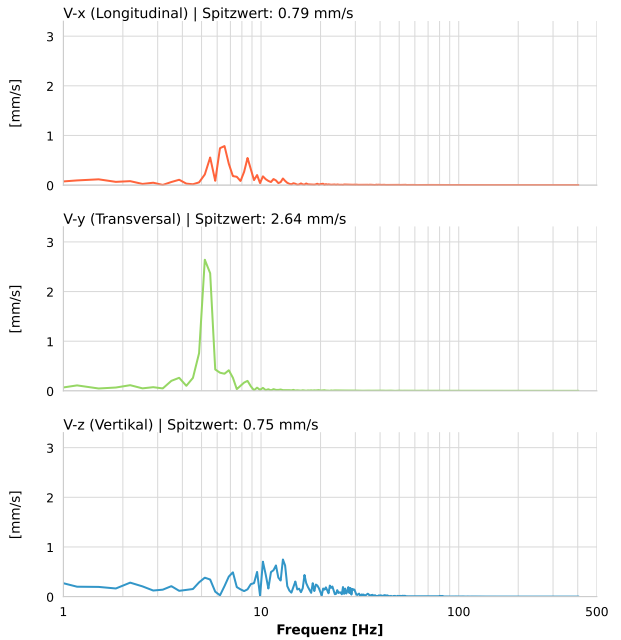 V-x (Longitudinal) | Spitzwert: 0.79 mm/s
3
2
1
0
[mm/s]
V-y (Transversal) | Spitzwert: 2.64 mm/s
3
2
1
0
[mm/s]
V-z (Vertikal) | Spitzwert: 0.75 mm/s
3
2
1
0
[mm/s]
1 10 100 500
Frequenz [Hz]